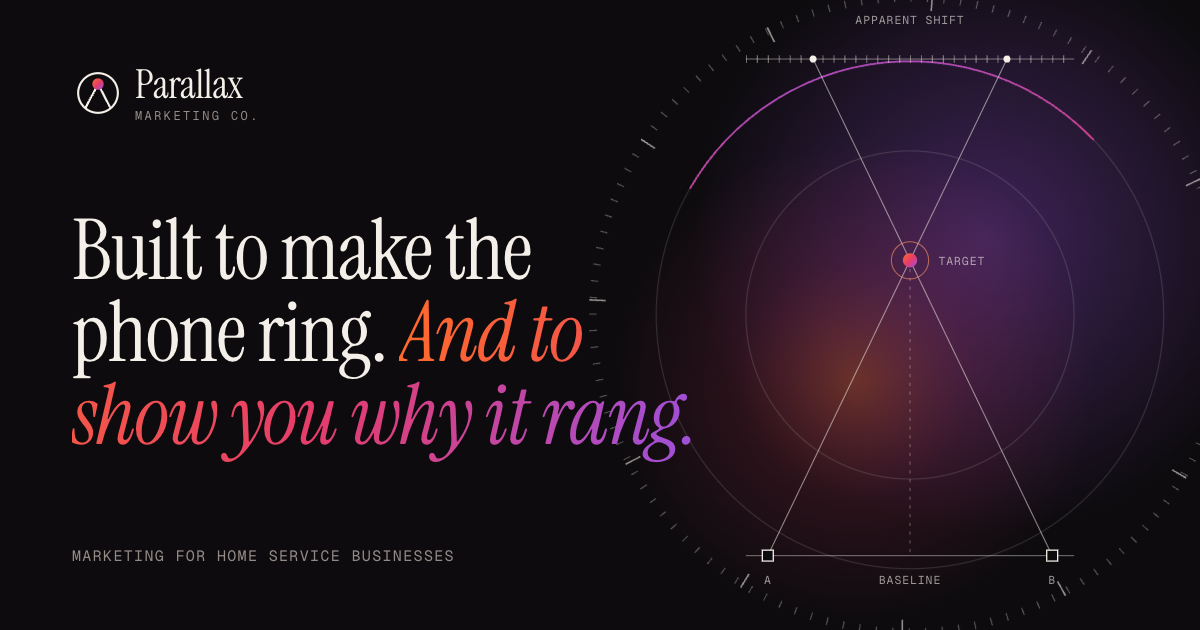 Parallax
MARKETING CO.
Built to make the
phone ring. And to
show you why it rang.
MARKETING FOR HOME SERVICE BUSINESSES
APPARENT SHIFT
TARGET
A BASELINE B